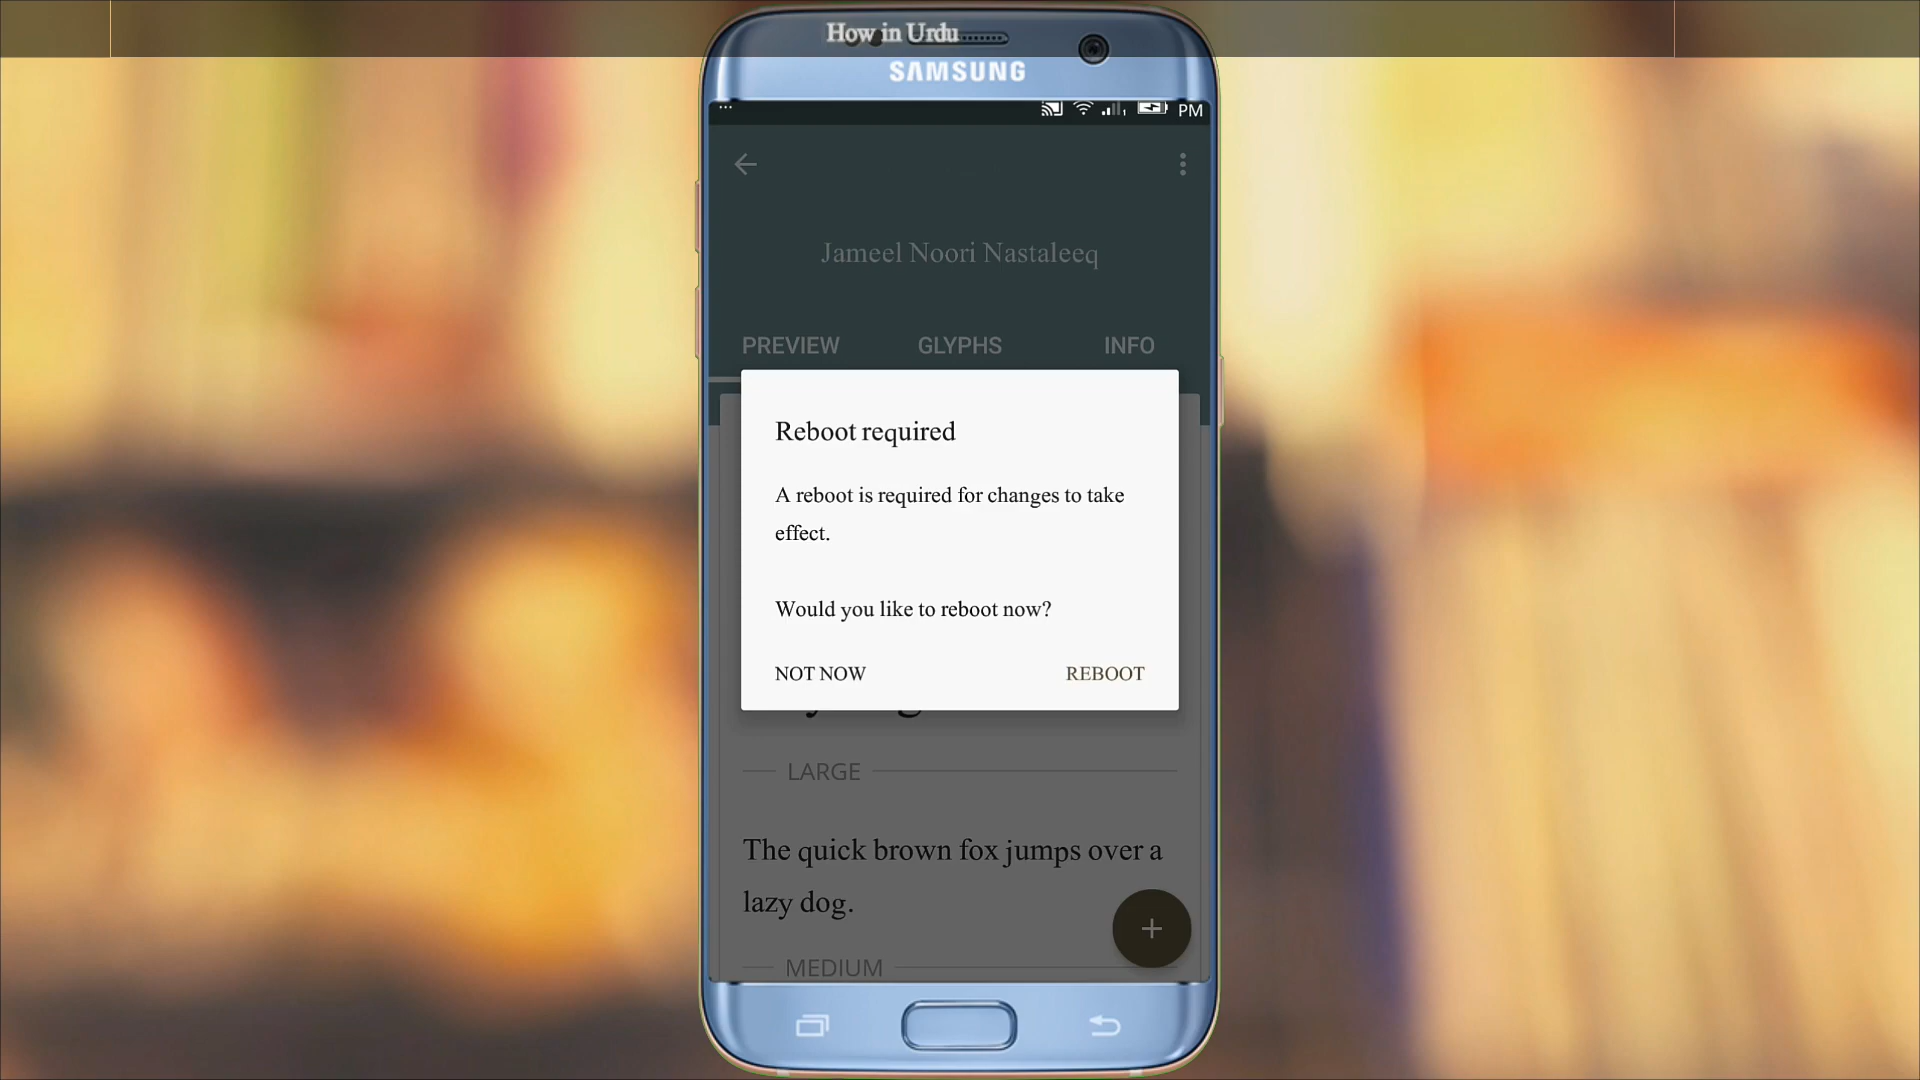 How in Urdu
SAMSUNG
PM
Jameel Noori Nastaleeq
PREVIEW GLYPHS INFO
Reboot required
A reboot is required for changes to take
effect.
Would you like to reboot now?
NOT NOW REBOOT
LARGE
The quick brown fox jumps over a
lazy dog.
MEDIUM